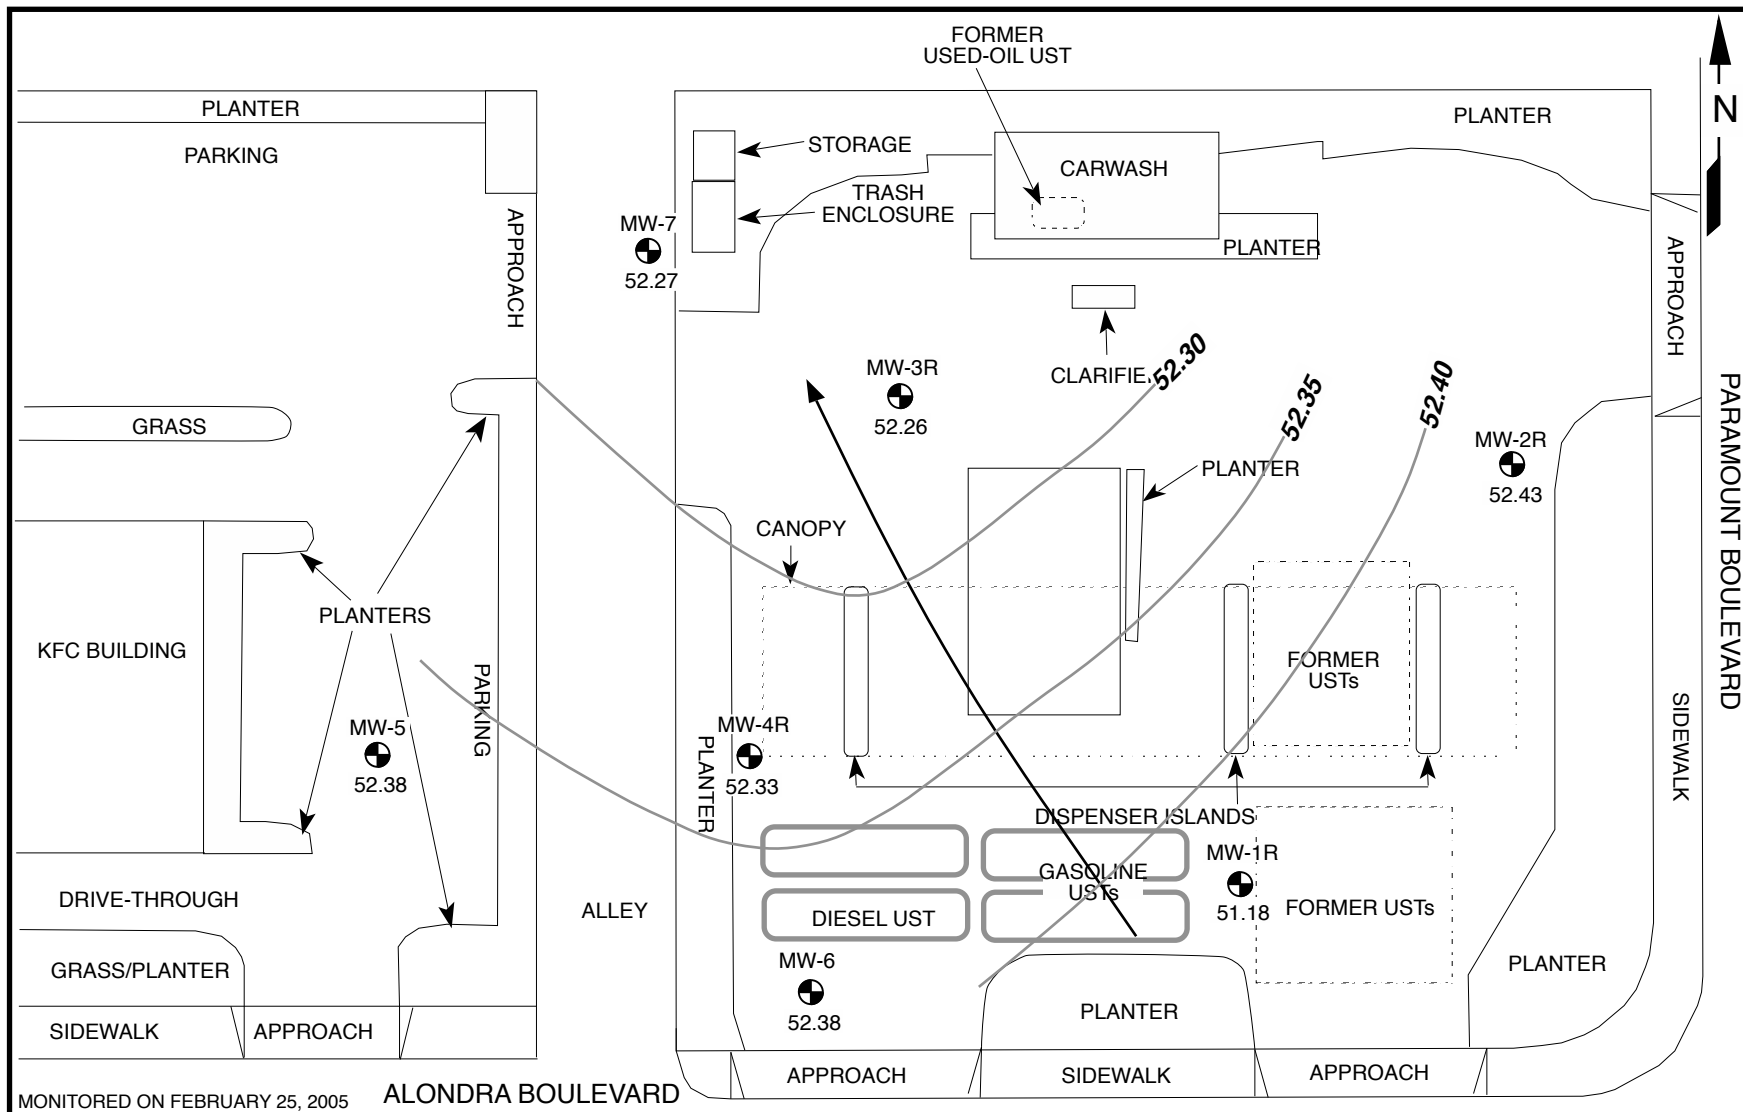 FORMER
USED-OIL UST
N
PLANTER
PLANTER
PARKING
STORAGE
CARWASH
TRASH
ENCLOSURE
APPROACH
MW-7
52.27
PLANTER
APPROACH
PARAMOUNT BOULEVARD
CLARIFIE
52.30
52.35
52.40
MW-3R
52.26
GRASS
MW-2R
52.43
PLANTER
CANOPY
PLANTERS
KFC BUILDING
PARKING
FORMER
USTs
SIDEWALK
MW-5
52.38
MW-4R
52.33
PLANTER
DISPENSER ISLANDS
MW-1R
51.18
GASOLINE
USTs
DRIVE-THROUGH
ALLEY
DIESEL UST
FORMER USTs
GRASS/PLANTER
MW-6
52.38
PLANTER
PLANTER
SIDEWALK
APPROACH
APPROACH
SIDEWALK
APPROACH
MONITORED ON FEBRUARY 25, 2005
ALONDRA BOULEVARD